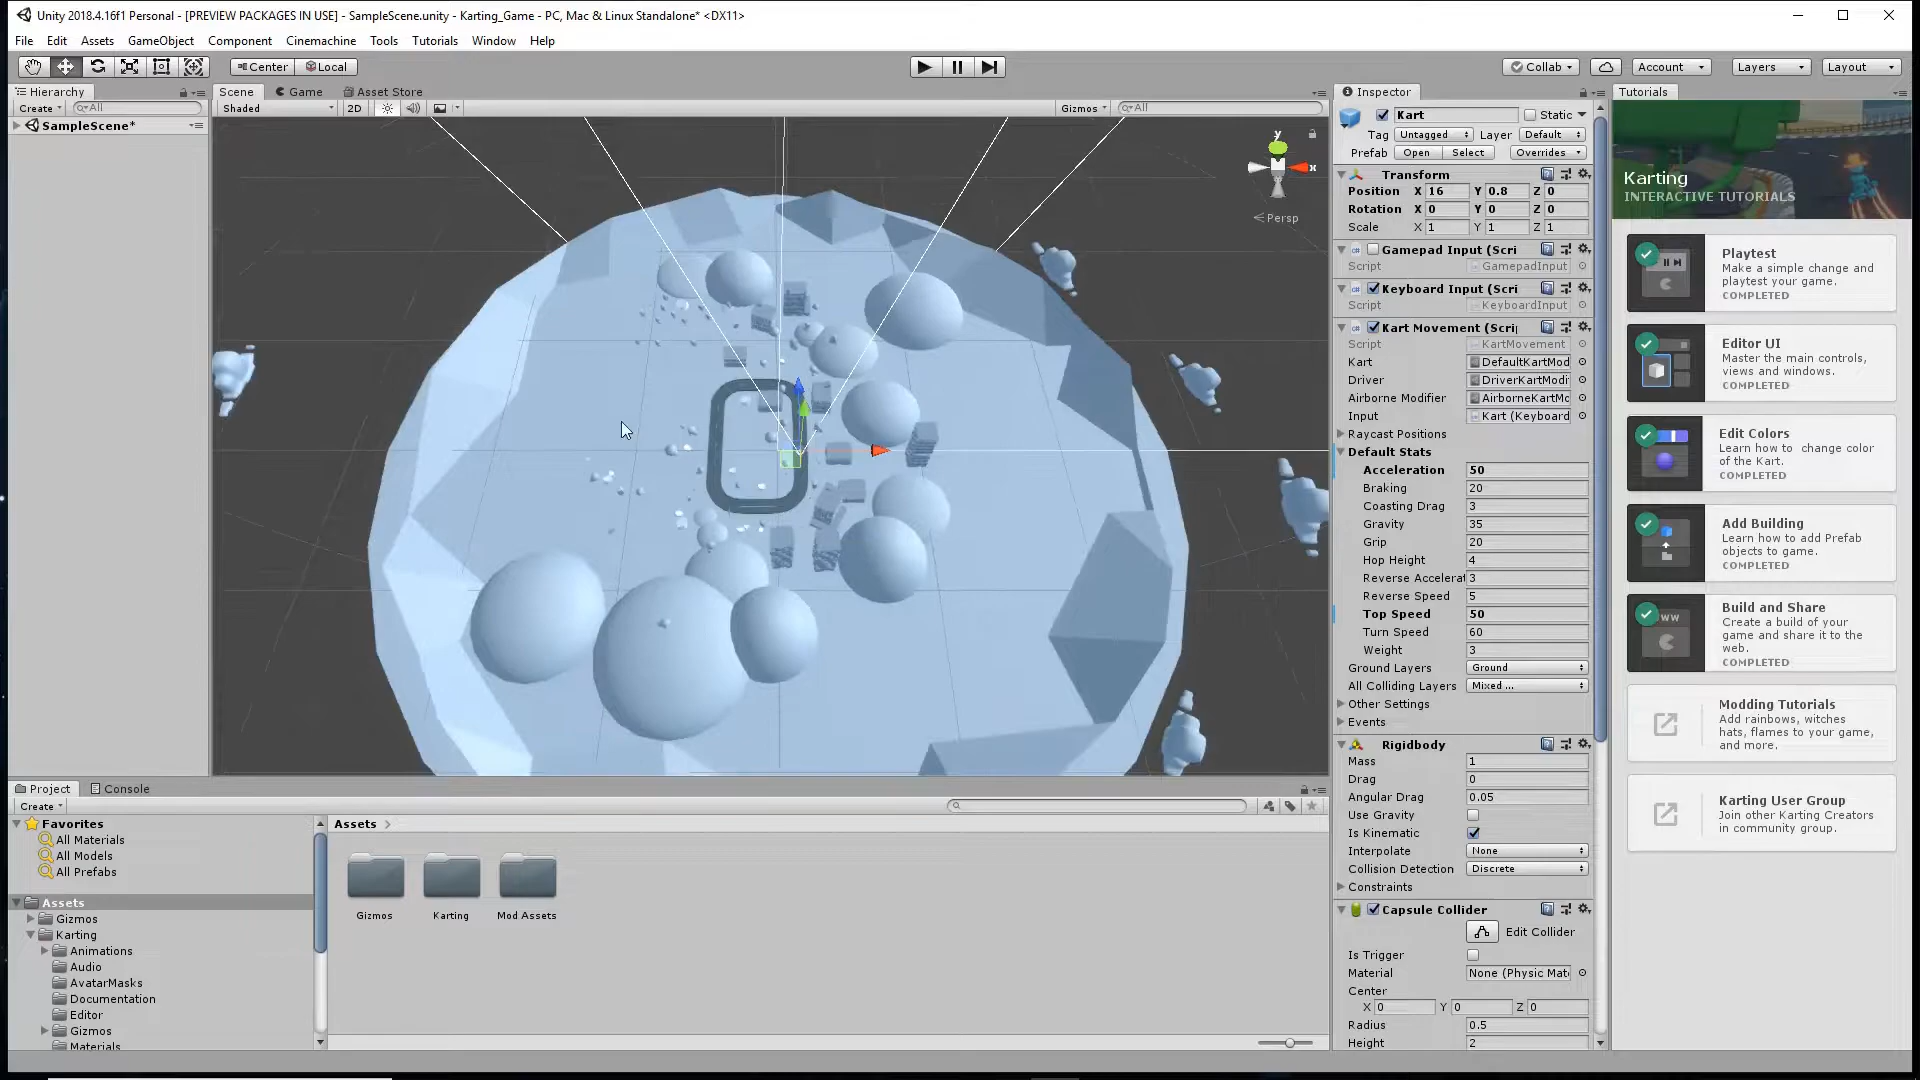 Unity 2018.4.16f1 Personal - [PREVIEW PACKAGES IN USE] - SampleScene.unity - Karting_Game - PC, Mac & Linux Standalone* <DX11>
File Edit Assets GameObject Component Cinemachine Tools Tutorials Window Help
Center Local Collab Account Layers Layout
Hierarchy
Create All
SampleScene*
Scene Game Asset Store
Shaded 2D Gizmos All
y
x
Persp
Inspector
Kart Static
Tag Untagged Layer Default
Prefab Open Select Overrides
Transform
Position X 16 Y 0.8 Z 0
Rotation X 0 Y 0 Z 0
Scale X 1 Y 1 Z 1
Gamepad Input (Scri
Script GamepadInput
Keyboard Input (Scri
Script KeyboardInput
Kart Movement (Scri
Script KartMovement
Kart DefaultKartMod
Driver DriverKartModi
Airborne Modifier AirborneKartMo
Input Kart (Keyboard
Raycast Positions
Default Stats
Acceleration 50
Braking 20
Coasting Drag 3
Gravity 35
Grip 20
Hop Height 4
Reverse Accelerat 3
Reverse Speed 5
Top Speed 50
Turn Speed 60
Weight 3
Ground Layers Ground
All Colliding Layers Mixed ...
Other Settings
Events
Rigidbody
Mass 1
Drag 0
Angular Drag 0.05
Use Gravity
Is Kinematic
Interpolate None
Collision Detection Discrete
Constraints
Capsule Collider
Edit Collider
Is Trigger
Material None (Physic Mat
Center
X 0 Y 0 Z 0
Radius 0.5
Height 2
Tutorials
Karting
INTERACTIVE TUTORIALS
Playtest
Make a simple change and
playtest your game.
COMPLETED
Editor UI
Master the main controls,
views and windows.
COMPLETED
Edit Colors
Learn how to change color
of the Kart.
COMPLETED
Add Building
Learn how to add Prefab
objects to game.
COMPLETED
WW
Build and Share
Create a build of your
game and share it to the
web.
COMPLETED
Modding Tutorials
Add rainbows, witches
hats, flames to your game,
and more.
Karting User Group
Join other Karting Creators
in community group.
Project Console
Create
Favorites
All Materials
All Models
All Prefabs
Assets
Gizmos
Karting
Animations
Audio
AvatarMasks
Documentation
Editor
Gizmos
Materials
Assets
Gizmos Karting Mod Assets